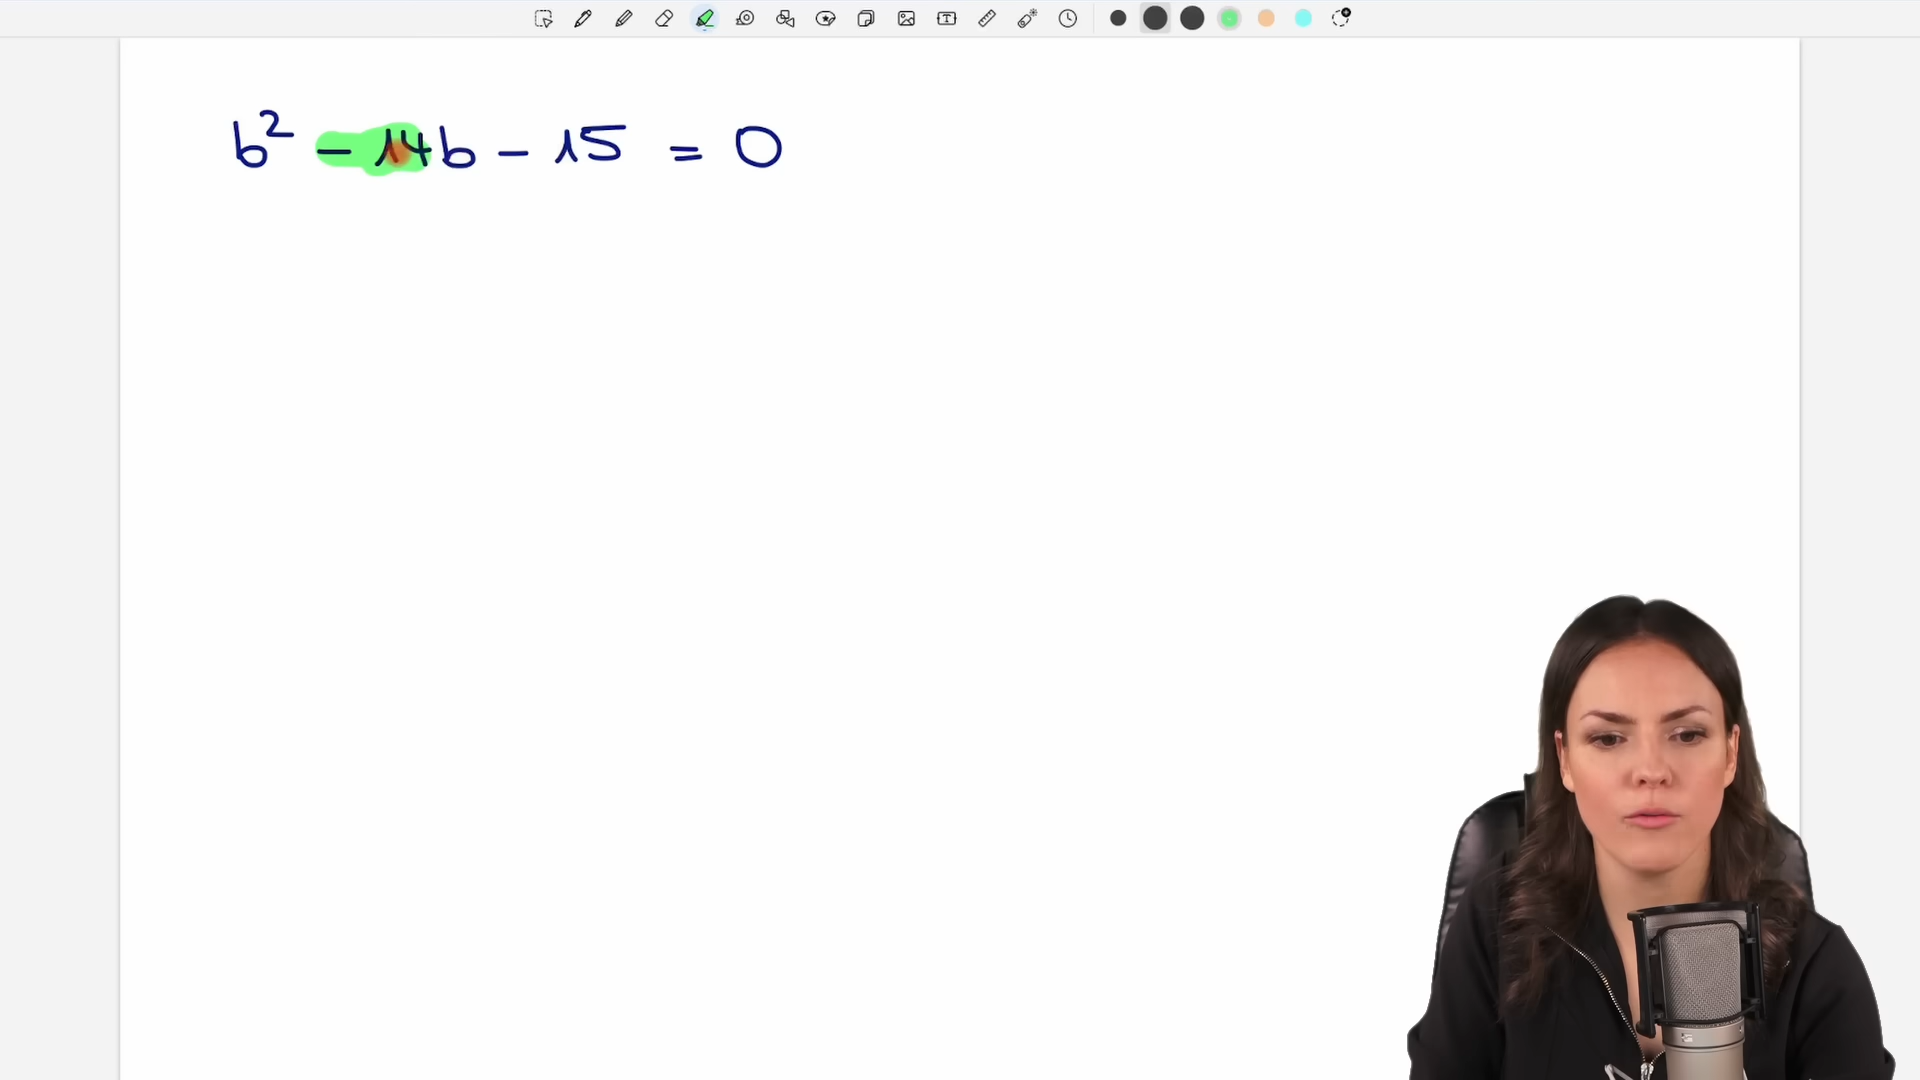 b² - 14b - 15 = 0